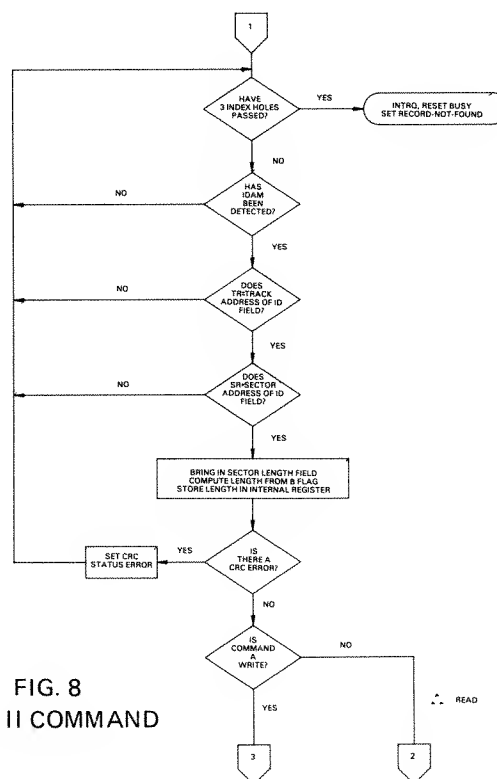 1
HAVE
3 INDEX HOLES
PASSED?
YES
INTRQ, RESET BUSY
SET RECORD-NOT-FOUND
NO
HAS
IDAM
BEEN
DETECTED?
NO
YES
DOES
TR=TRACK
ADDRESS OF ID
FIELD?
NO
YES
DOES
SR=SECTOR
ADDRESS OF ID
FIELD?
NO
YES
BRING IN SECTOR LENGTH FIELD
COMPUTE LENGTH FROM B FLAG
STORE LENGTH IN INTERNAL REGISTER
IS
THERE A
CRC ERROR?
YES
SET CRC
STATUS ERROR
NO
IS
COMMAND
A
WRITE?
NO
∴ READ
YES
FIG. 8
II COMMAND
3
2